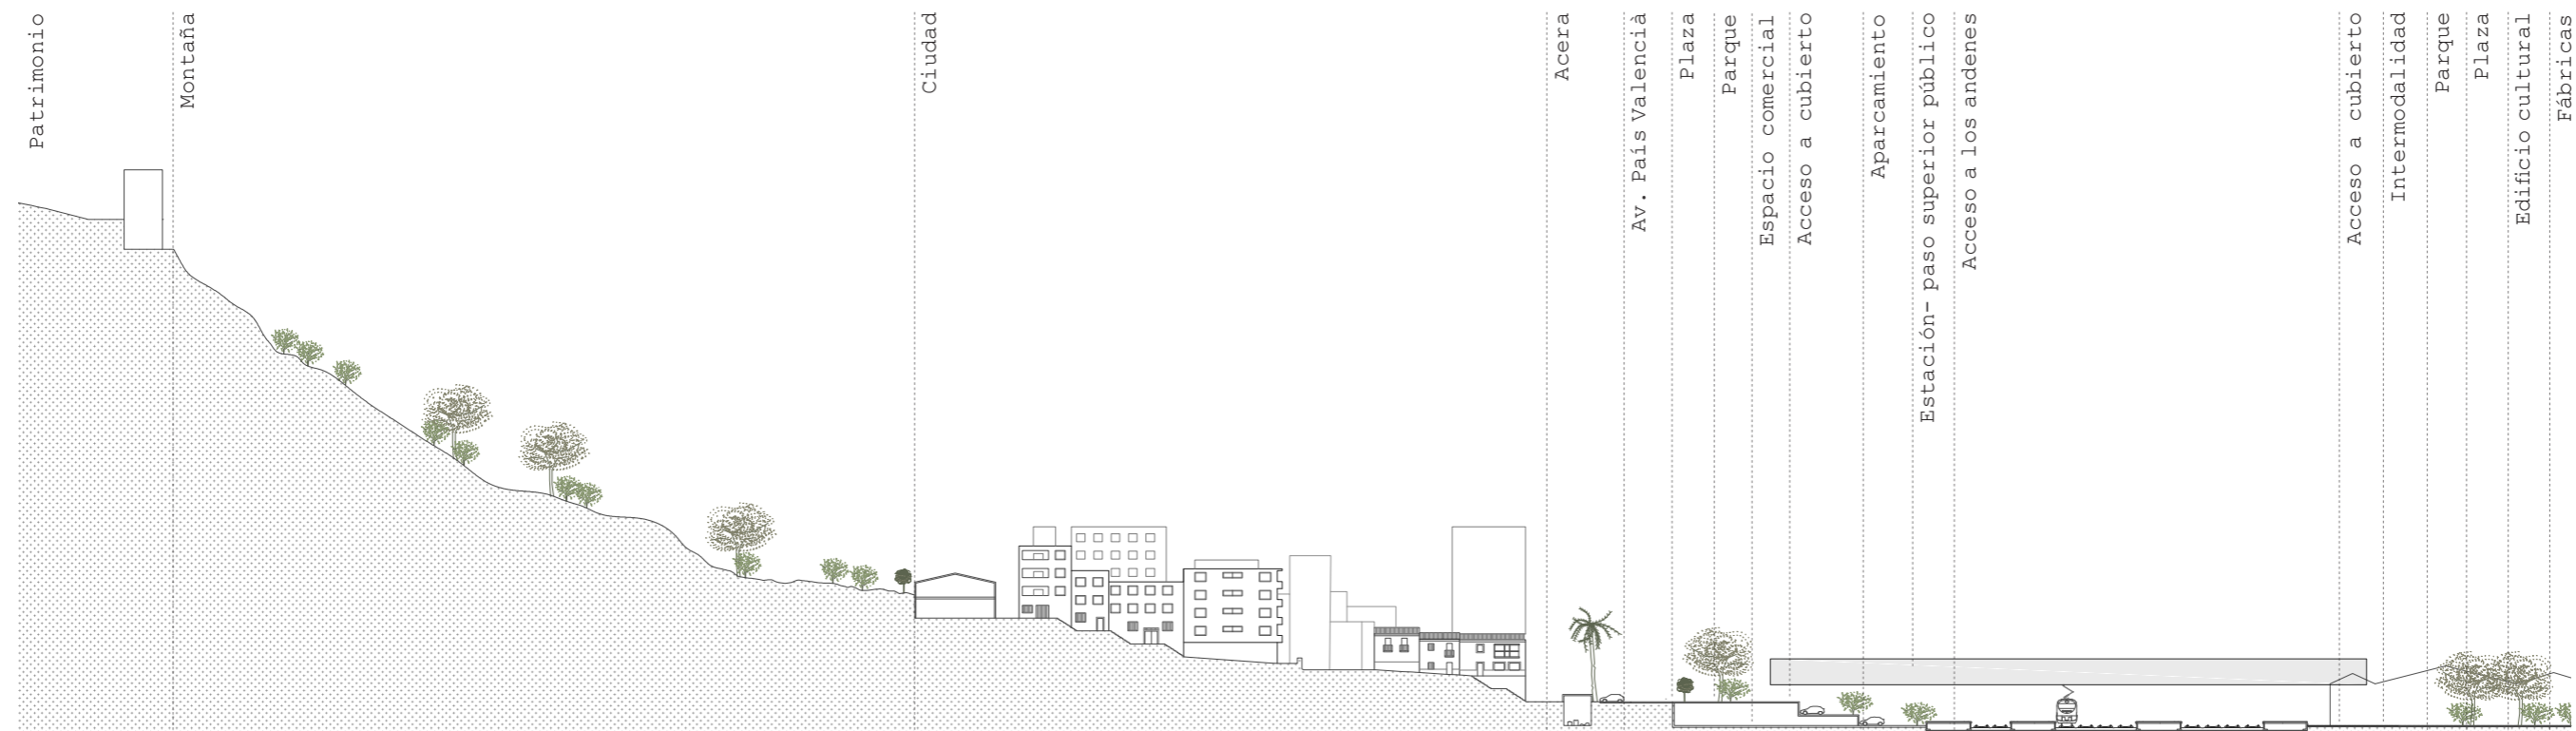 Patrimonio
Montaña
Ciudad
Acera
Av. País Valencià
Plaza
Parque
Espacio comercial
Acceso a cubierto
Aparcamiento
Estación- paso superior público
Acceso a los andenes
Acceso a cubierto
Intermodalidad
Parque
Plaza
Edificio cultural
Fábricas